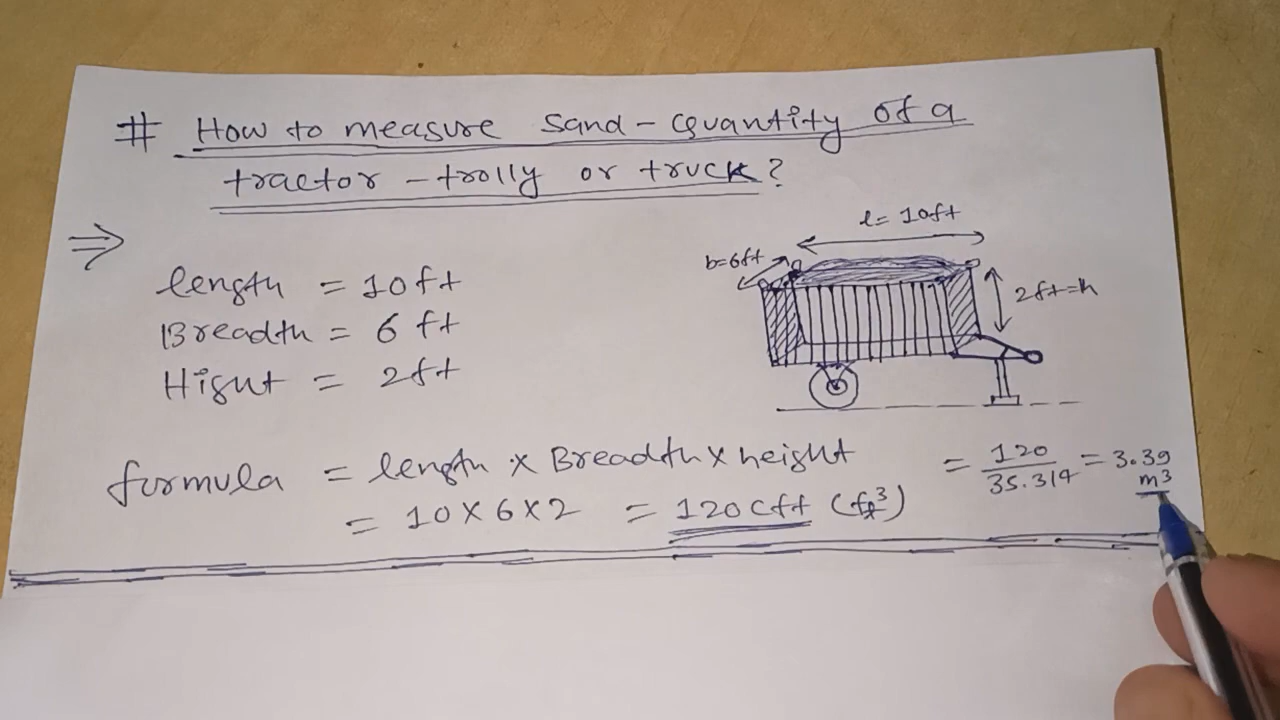 # How to measure sand-Quantity of a
tractor-trolly or truck?
⇒
l = 10ft
b=6ft
2ft=h
length = 10ft
Breadth = 6 ft
Hight = 2ft
formula = length × Breadth × height
= 10 × 6 × 2 = 120 Cft (ft³)
= 120/35.314 = 3.39 m³